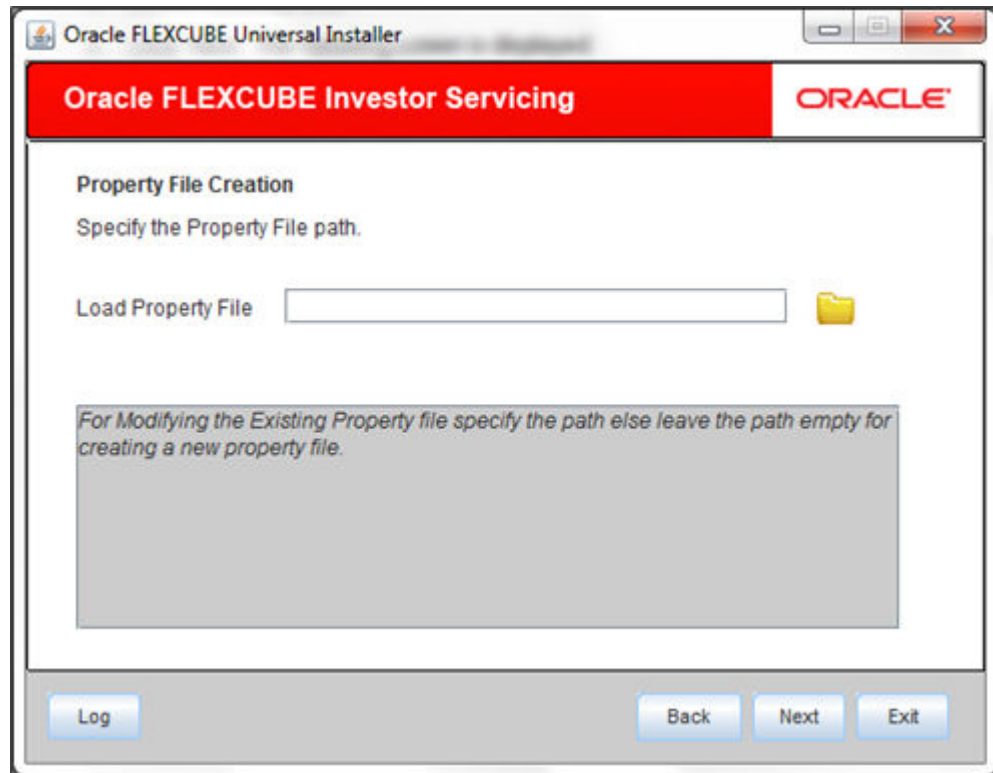 Oracle FLEXCUBE Universal Installer
Oracle FLEXCUBE Investor Servicing
ORACLE
Property File Creation
Specify the Property File path.
Load Property File
For Modifying the Existing Property file specify the path else leave the path empty for
creating a new property file.
Log
Back
Next
Exit